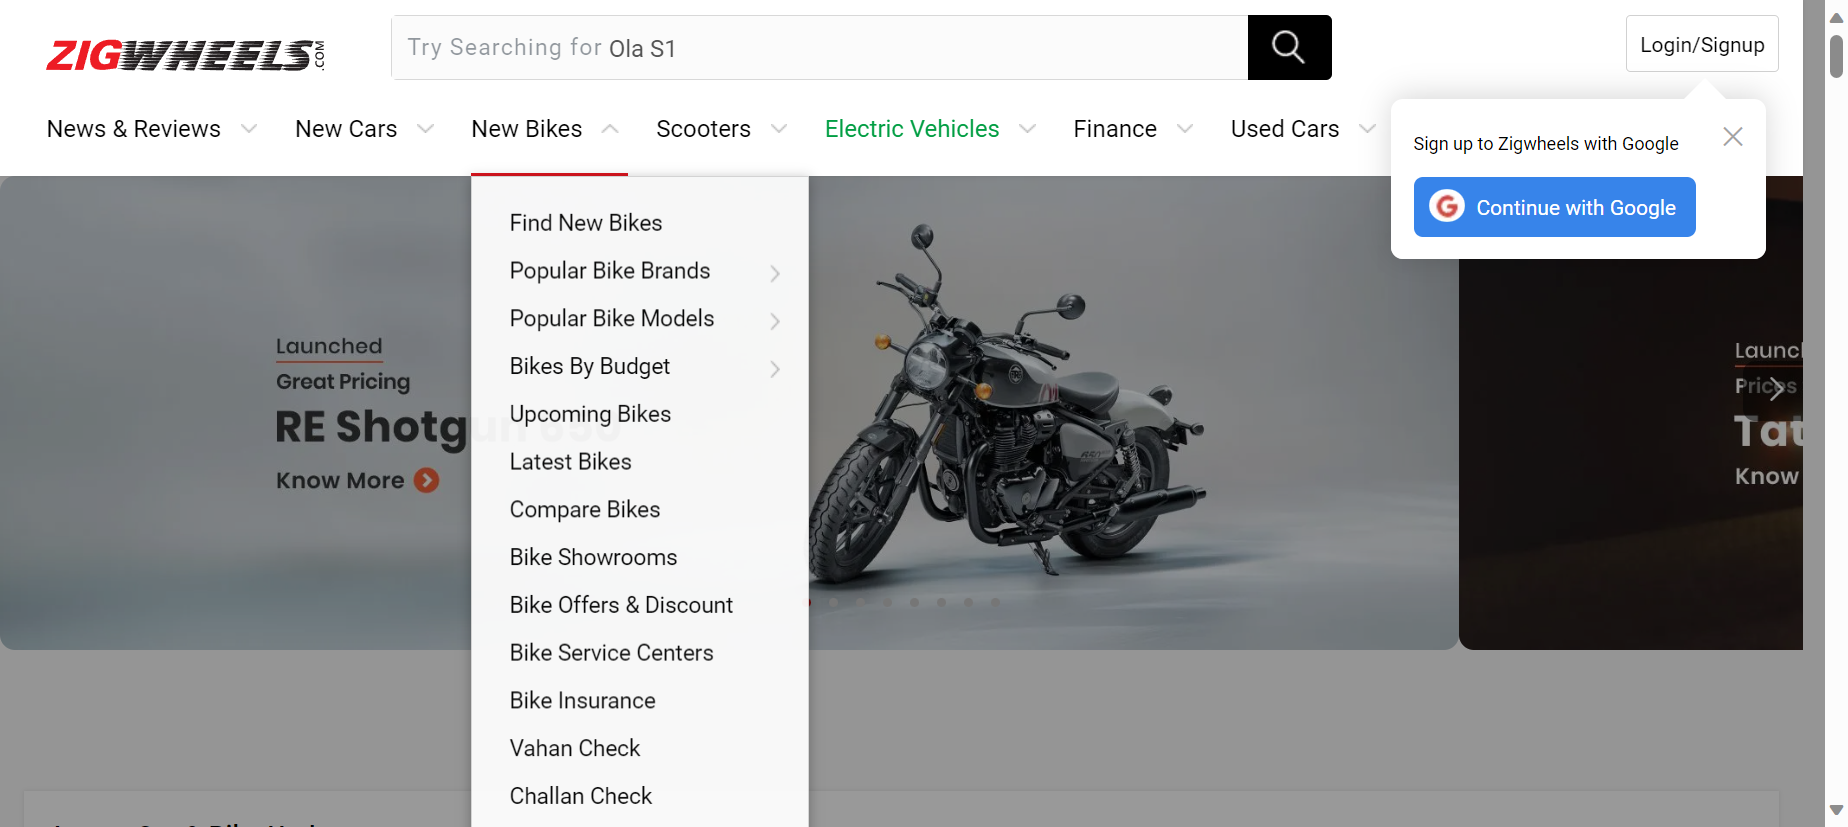 ZIGWHEELS.COM
Try Searching for Ola S1
Login/Signup
News & Reviews
New Cars
New Bikes
Scooters
Electric Vehicles
Finance
Used Cars
Sign up to Zigwheels with Google
Continue with Google
Find New Bikes
Popular Bike Brands
Popular Bike Models
Bikes By Budget
Upcoming Bikes
Latest Bikes
Compare Bikes
Bike Showrooms
Bike Offers & Discount
Bike Service Centers
Bike Insurance
Vahan Check
Challan Check
Launched
Great Pricing
RE Shotgun 650
Know More
Launch
Prices
Tat
Know